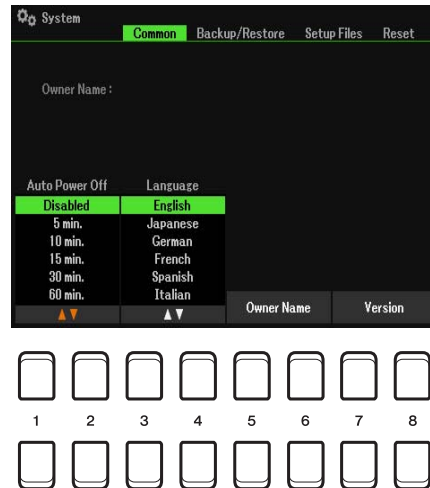 System
Common Backup/Restore Setup Files Reset
Owner Name :
Auto Power Off Language
Disabled English
5 min. Japanese
10 min. German
15 min. French
30 min. Spanish
60 min. Italian
Owner Name Version
1 2 3 4 5 6 7 8